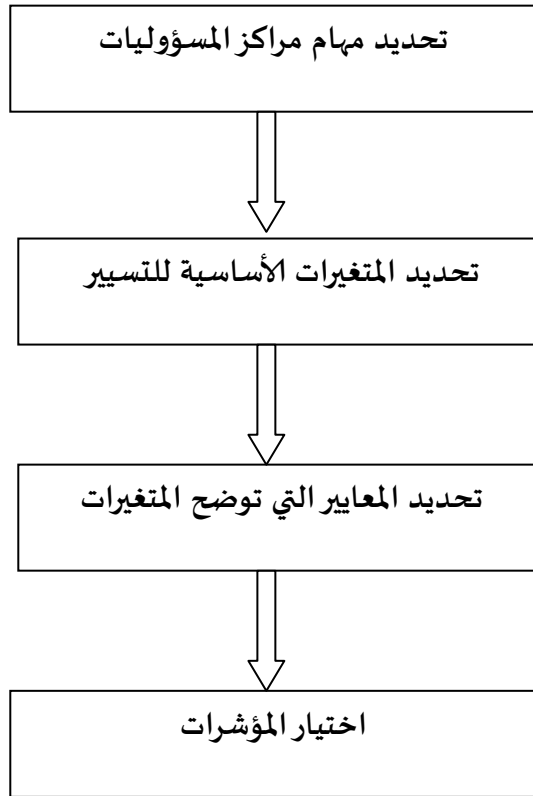 تحديد مهام مراكز المسؤوليات
تحديد المتغيرات الأساسية للتسيير
تحديد المعايير التي توضح المتغيرات
اختيار المؤشرات